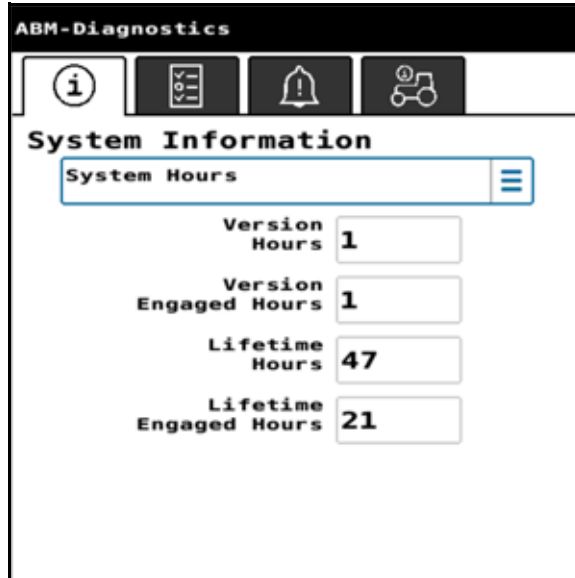 ABM-Diagnostics
System Information
System Hours
Version
Hours
1
Version
Engaged Hours
1
Lifetime
Hours
47
Lifetime
Engaged Hours
21